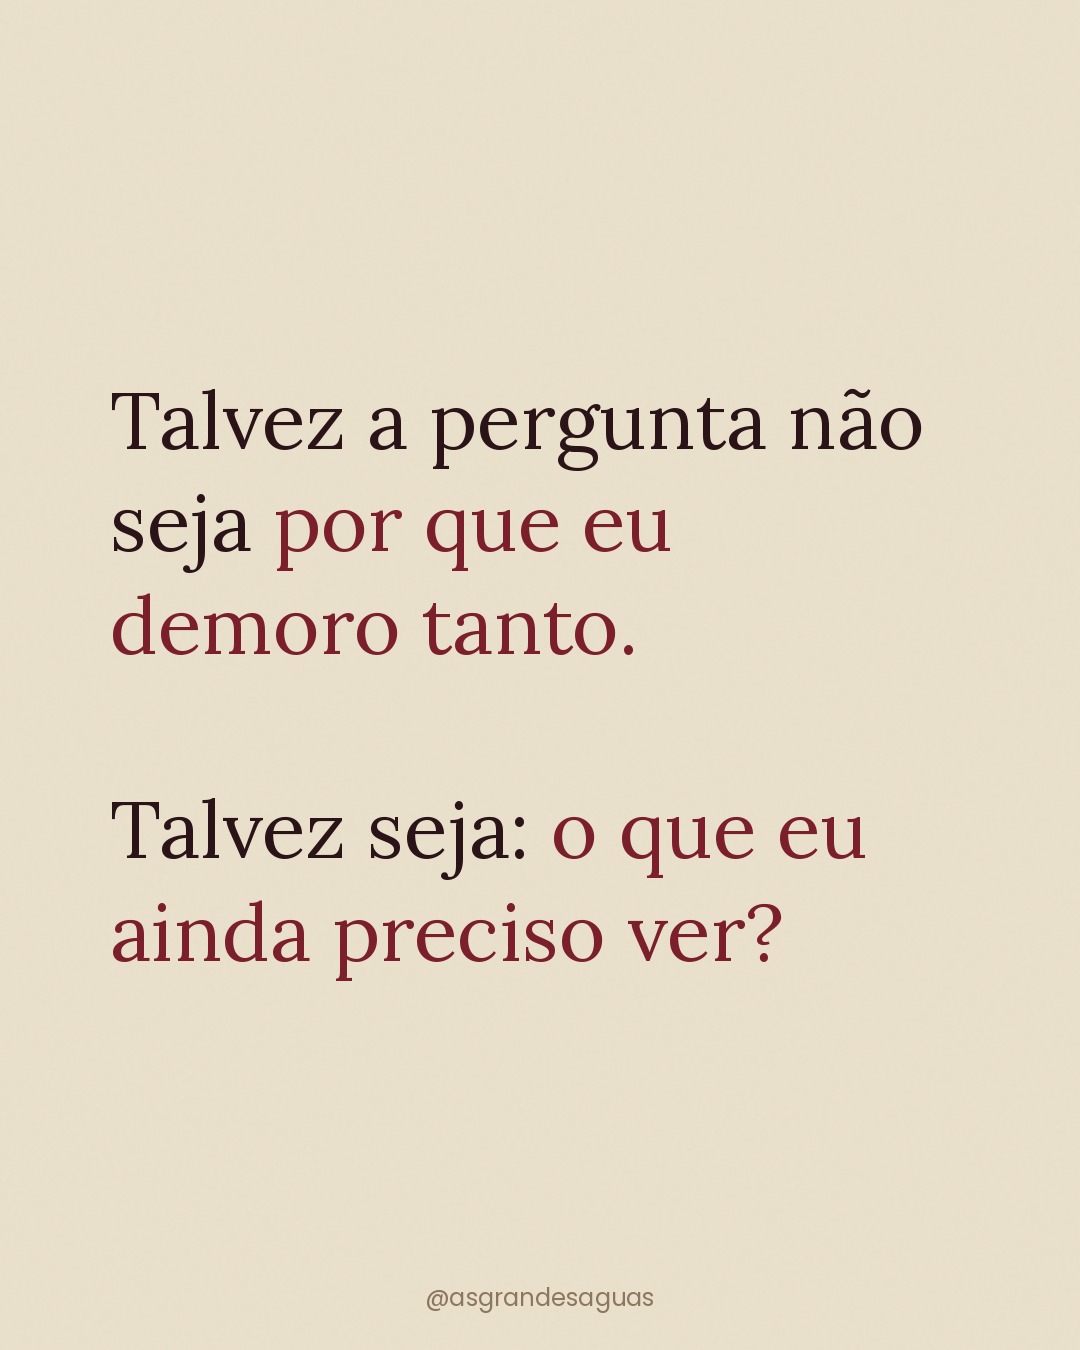 Talvez a pergunta não
seja por que eu
demoro tanto.
Talvez seja: o que eu
ainda preciso ver?
@asgrandesaguas